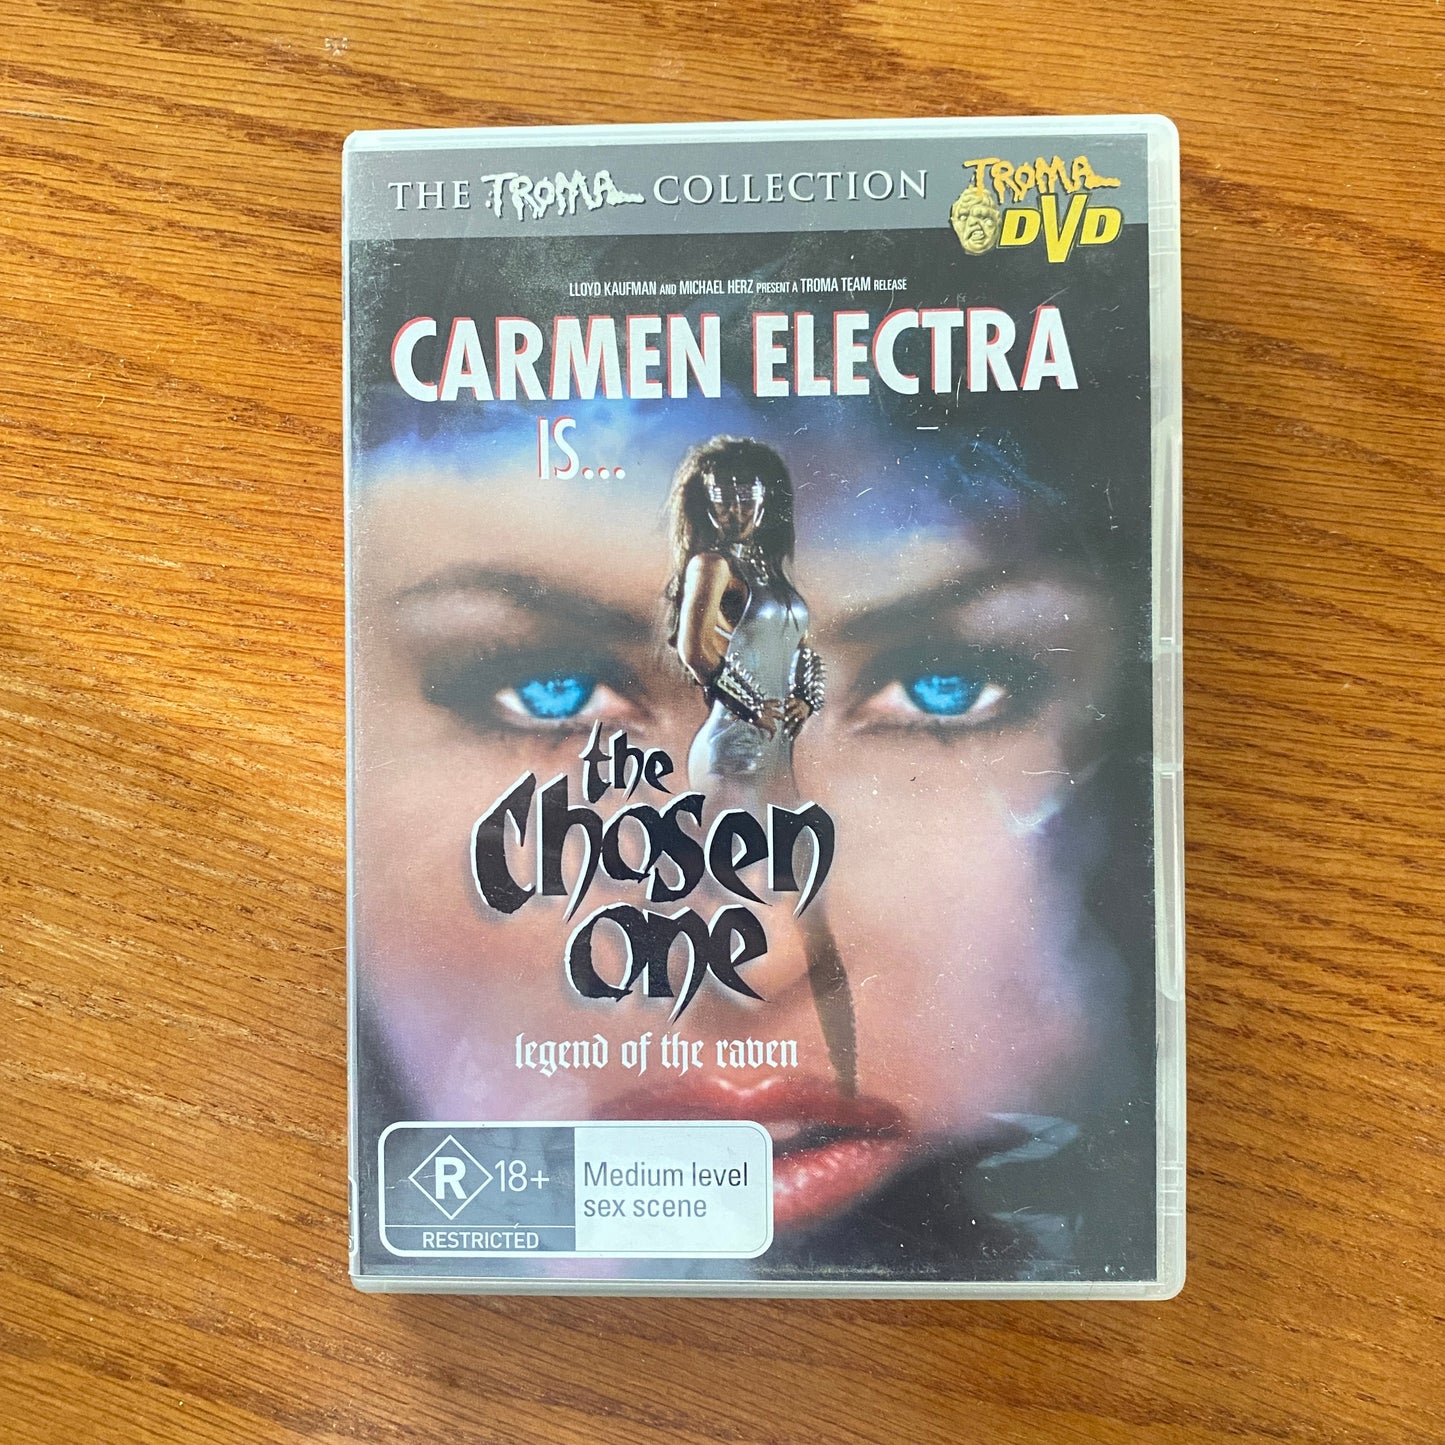 THE TROMA COLLECTION
TROMA
DVD
LLOYD KAUFMAN AND MICHAEL HERZ PRESENT A TROMA TEAM RELEASE
CARMEN ELECTRA
IS...
the
Chosen
One
legend of the raven
R 18+
RESTRICTED
Medium level
sex scene